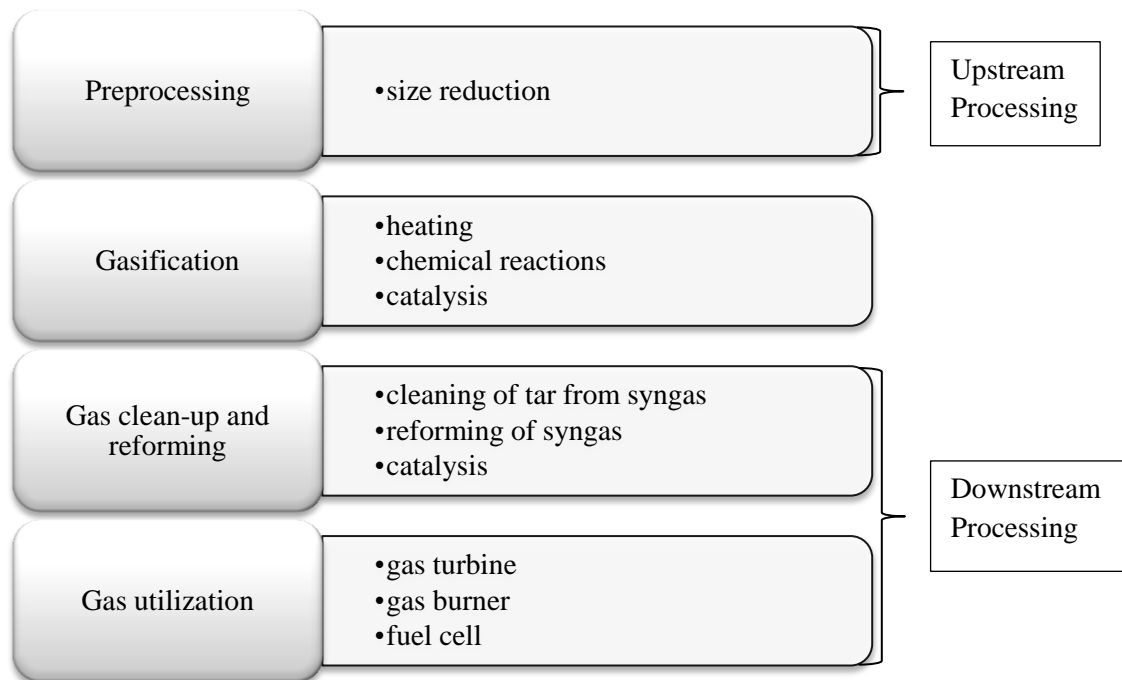 Preprocessing
•size reduction
Upstream
Processing
Gasification
•heating
•chemical reactions
•catalysis
Gas clean-up and
reforming
•cleaning of tar from syngas
•reforming of syngas
•catalysis
Downstream
Processing
Gas utilization
•gas turbine
•gas burner
•fuel cell